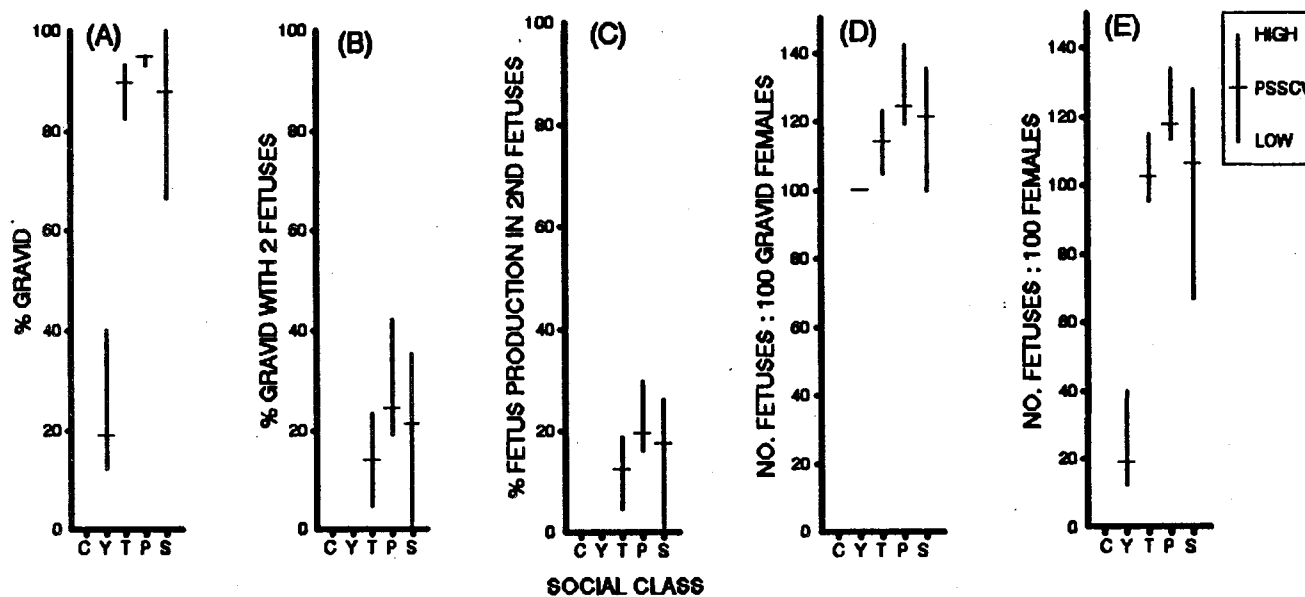 (A)
% GRAVID
100
80
60
40
20
0
C Y T P S
(B)
% GRAVID WITH 2 FETUSES
100
80
60
40
20
0
C Y T P S
(C)
% FETUS PRODUCTION IN 2ND FETUSES
100
80
60
40
20
0
C Y T P S
(D)
NO. FETUSES : 100 GRAVID FEMALES
140
120
100
80
60
40
20
0
C Y T P S
(E)
NO. FETUSES : 100 FEMALES
140
120
100
80
60
40
20
0
C Y T P S
HIGH
LOW
SOCIAL CLASS